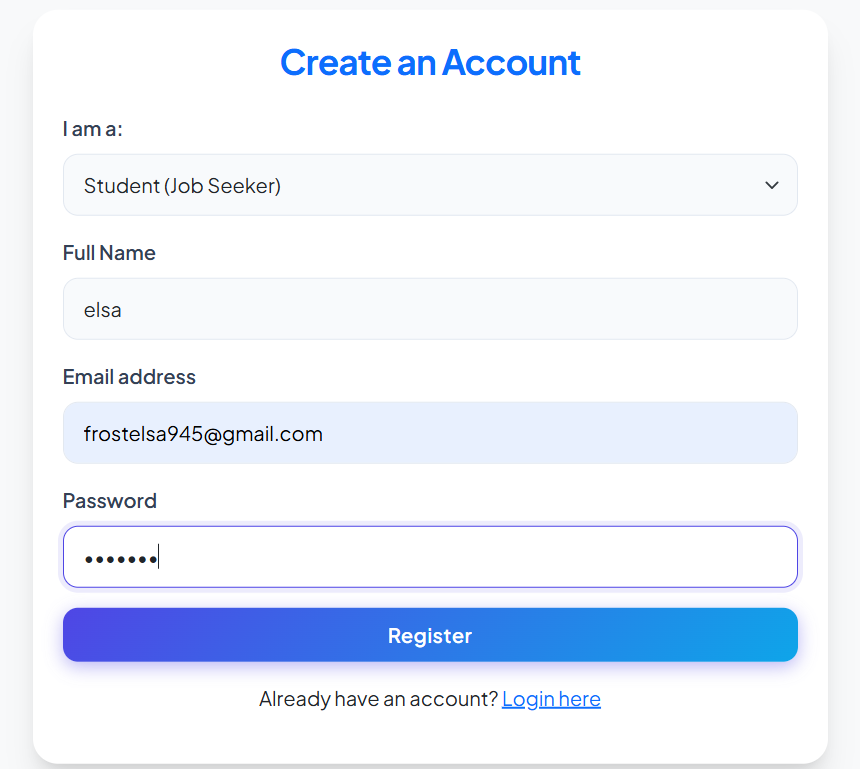 Create an Account
I am a:
Student (Job Seeker)
Full Name
elsa
Email address
frostelsa945@gmail.com
Password
•••••••
Register
Already have an account? Login here